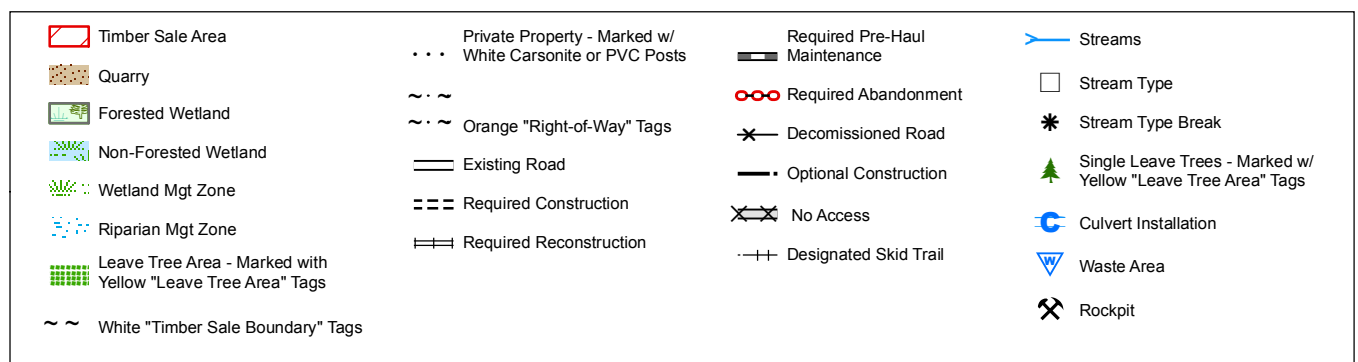 Timber Sale Area
Quarry
Forested Wetland
Non-Forested Wetland
Wetland Mgt Zone
Riparian Mgt Zone
Leave Tree Area - Marked with
Yellow "Leave Tree Area" Tags
White "Timber Sale Boundary" Tags
Private Property - Marked w/
White Carsonite or PVC Posts
Orange "Right-of-Way" Tags
Existing Road
Required Construction
Required Reconstruction
Required Pre-Haul
Maintenance
Required Abandonment
Decomissioned Road
Optional Construction
No Access
Designated Skid Trail
Streams
Stream Type
Stream Type Break
Single Leave Trees - Marked w/
Yellow "Leave Tree Area" Tags
C Culvert Installation
W Waste Area
Rockpit